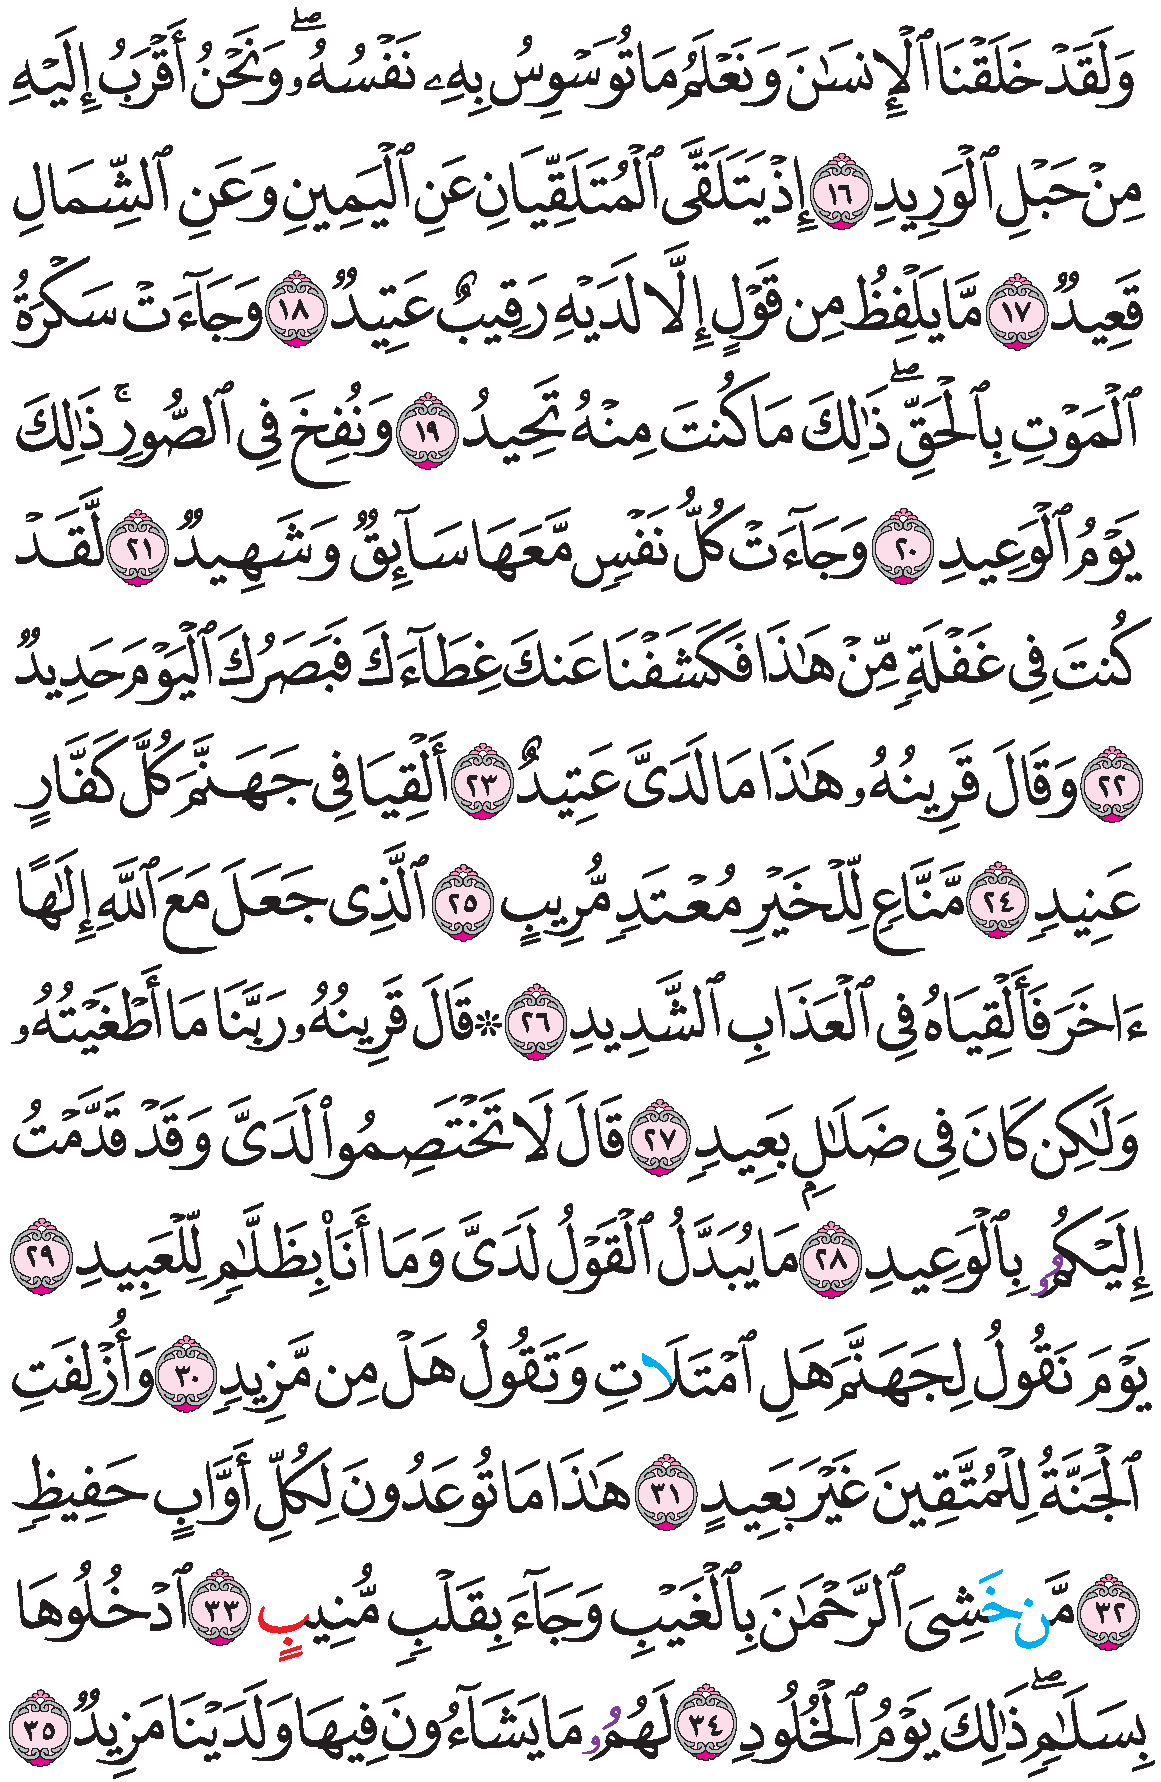 وَلَقَدْ خَلَقْنَا ٱلْإِنسَٰنَ وَنَعْلَمُ مَا تُوَسْوِسُ بِهِۦ نَفْسُهُۥۖ وَنَحْنُ أَقْرَبُ إِلَيْهِ
مِنْ حَبْلِ ٱلْوَرِيدِ ١٦ إِذْ يَتَلَقَّى ٱلْمُتَلَقِّيَانِ عَنِ ٱلْيَمِينِ وَعَنِ ٱلشِّمَالِ
قَعِيدٞ ١٧ مَّا يَلْفِظُ مِن قَوْلٍ إِلَّا لَدَيْهِ رَقِيبٌ عَتِيدٞ ١٨ وَجَآءَتْ سَكْرَةُ
ٱلْمَوْتِ بِٱلْحَقِّۖ ذَٰلِكَ مَا كُنتَ مِنْهُ تَحِيدُ ١٩ وَنُفِخَ فِى ٱلصُّورِۚ ذَٰلِكَ
يَوْمُ ٱلْوَعِيدِ ٢٠ وَجَآءَتْ كُلُّ نَفْسٖ مَّعَهَا سَآئِقٞ وَشَهِيدٞ ٢١ لَّقَدْ
كُنتَ فِى غَفْلَةٖ مِّنْ هَٰذَا فَكَشَفْنَا عَنكَ غِطَآءَكَ فَبَصَرُكَ ٱلْيَوْمَ حَدِيدٞ
٢٢ وَقَالَ قَرِينُهُۥ هَٰذَا مَا لَدَىَّ عَتِيدٌ ٢٣ أَلْقِيَا فِى جَهَنَّمَ كُلَّ كَفَّارٍ
عَنِيدٖ ٢٤ مَّنَّاعٖ لِّلْخَيْرِ مُعْتَدٖ مُّرِيبٍ ٢٥ ٱلَّذِى جَعَلَ مَعَ ٱللَّهِ إِلَٰهًا
ءَاخَرَ فَأَلْقِيَاهُ فِى ٱلْعَذَابِ ٱلشَّدِيدِ ٢٦ ۞ قَالَ قَرِينُهُۥ رَبَّنَا مَا أَطْغَيْتُهُۥ
وَلَٰكِن كَانَ فِى ضَلَٰلِۭ بَعِيدٖ ٢٧ قَالَ لَا تَخْتَصِمُوا۟ لَدَىَّ وَقَدْ قَدَّمْتُ
إِلَيْكُمُۥ بِٱلْوَعِيدِ ٢٨ مَا يُبَدَّلُ ٱلْقَوْلُ لَدَىَّ وَمَا أَنَا۠ بِظَلَّٰمٖ لِّلْعَبِيدِ ٢٩
يَوْمَ نَقُولُ لِجَهَنَّمَ هَلِ ٱمْتَلَاتِ وَتَقُولُ هَلْ مِن مَّزِيدٖ ٣٠ وَأُزْلِفَتِ
ٱلْجَنَّةُ لِلْمُتَّقِينَ غَيْرَ بَعِيدٍ ٣١ هَٰذَا مَا تُوعَدُونَ لِكُلِّ أَوَّابٍ حَفِيظٖ
٣٢ مَّن خَشِىَ ٱلرَّحْمَٰنَ بِٱلْغَيْبِ وَجَآءَ بِقَلْبٖ مُّنِيبٍ ٣٣ ٱدْخُلُوهَا
بِسَلَٰمٖۖ ذَٰلِكَ يَوْمُ ٱلْخُلُودِ ٣٤ لَهُمُۥ مَا يَشَآءُونَ فِيهَا وَلَدَيْنَا مَزِيدٞ ٣٥